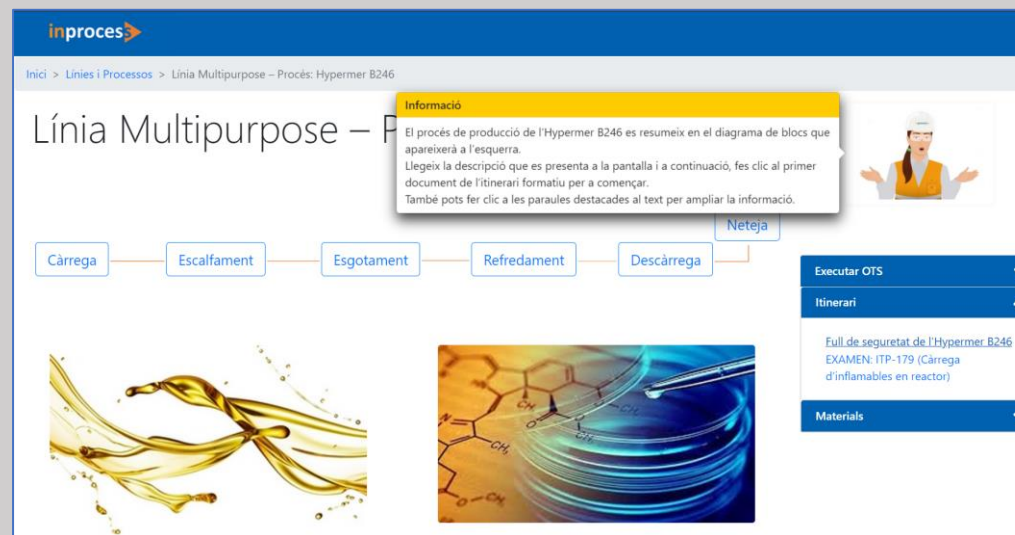 inprocess
Inici > Línies i Processos > Línia Multipurpose – Procés: Hypermer B246
Línia Multipurpose – P
Informació
El procés de producció de l'Hypermer B246 es resumeix en el diagrama de blocs que
apareixerà a l'esquerra.
Llegeix la descripció que es presenta a la pantalla i a continuació, fes clic al primer
document de l'itinerari formatiu per a començar.
També pots fer clic a les paraules destacades al text per ampliar la informació.
Neteja
Càrrega
Escalfament
Esgotament
Refredament
Descàrrega
Executar OTS
Itinerari
Full de seguretat de l'Hypermer B246
EXAMEN: ITP-179 (Càrrega
d'inflamables en reactor)
Materials
CH
CH₃
CH₃